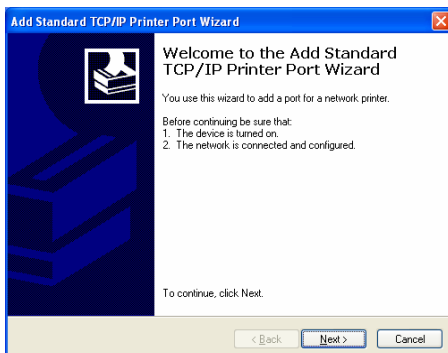 Add Standard TCP/IP Printer Port Wizard
Welcome to the Add Standard
TCP/IP Printer Port Wizard
You use this wizard to add a port for a network printer.
Before continuing be sure that:
1. The device is turned on.
2. The network is connected and configured.
To continue, click Next.
< Back
Next >
Cancel